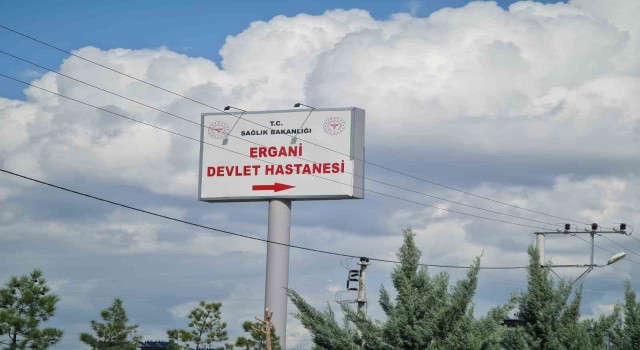 T.C.
SAĞLIK BAKANLIĞI
ERGANİ
DEVLET HASTANESİ